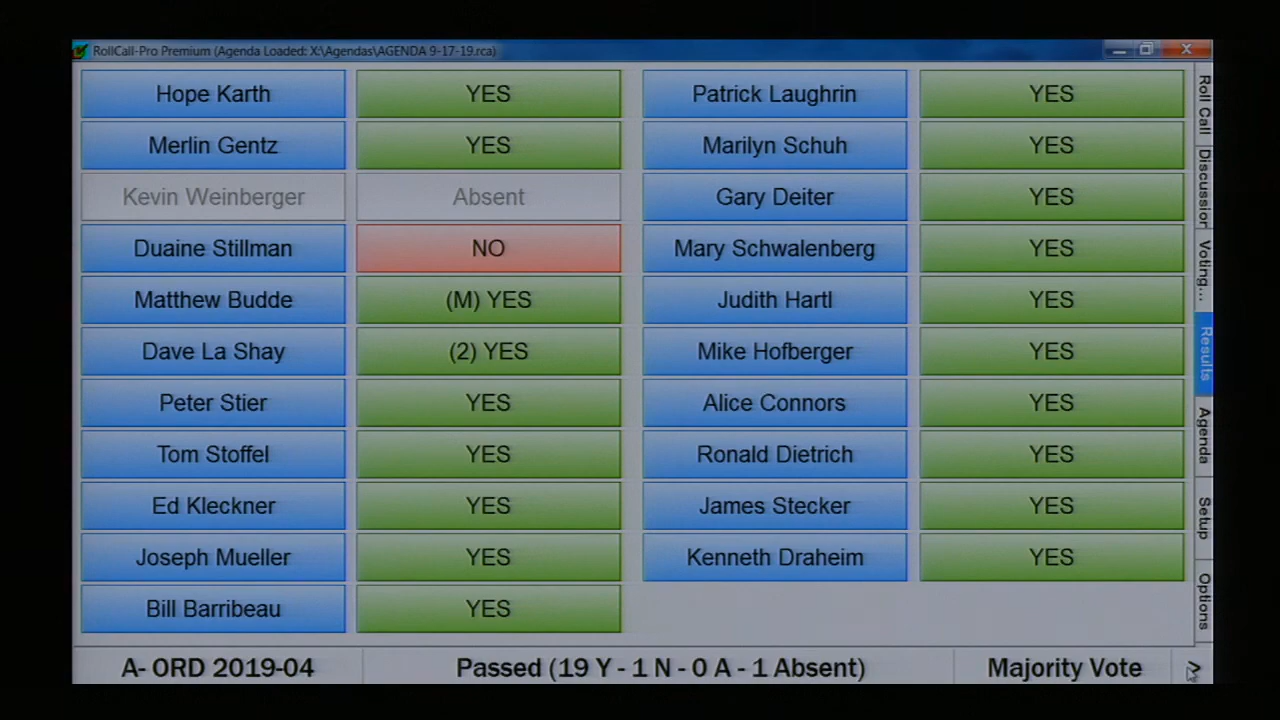 RollCall-Pro Premium (Agenda Loaded: X:\Agendas\AGENDA 9-17-19.rca)
Hope Karth YES Patrick Laughrin YES
Merlin Gentz YES Marilyn Schuh YES
Kevin Weinberger Absent Gary Deiter YES
Duaine Stillman NO Mary Schwalenberg YES
Matthew Budde (M) YES Judith Hartl YES
Dave La Shay (2) YES Mike Hofberger YES
Peter Stier YES Alice Connors YES
Tom Stoffel YES Ronald Dietrich YES
Ed Kleckner YES James Stecker YES
Joseph Mueller YES Kenneth Draheim YES
Bill Barribeau YES
Roll Call
Discussion
Voting...
Results
Agenda
Setup
Options
A- ORD 2019-04 Passed (19 Y - 1 N - 0 A - 1 Absent) Majority Vote >